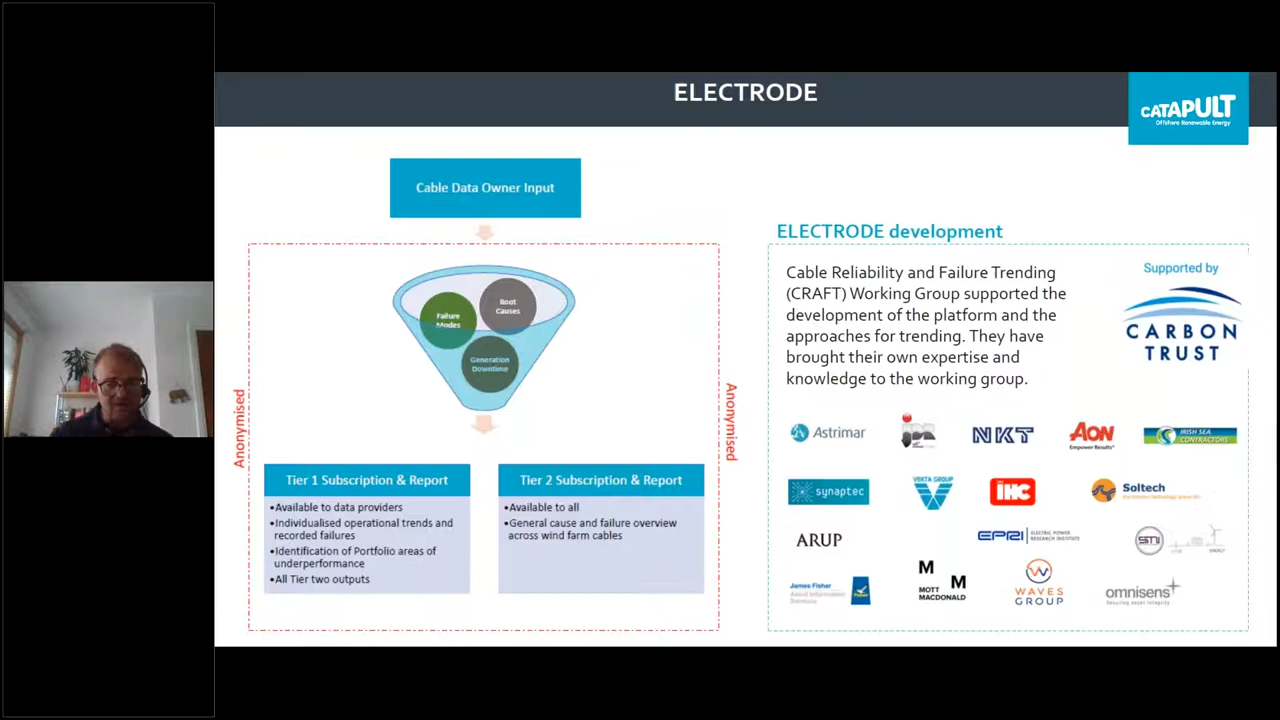 ELECTRODE
CATAPULT
Offshore Renewable Energy
Cable Data Owner Input
Failure
Modes
Root
Causes
Generation
Downtime
Anonymised
Anonymised
Tier 1 Subscription & Report
•Available to data providers
•Individualised operational trends and
recorded failures
•Identification of Portfolio areas of
underperformance
•All Tier two outputs
Tier 2 Subscription & Report
•Available to all
•General cause and failure overview
across wind farm cables
ELECTRODE development
Cable Reliability and Failure Trending
(CRAFT) Working Group supported the
development of the platform and the
approaches for trending. They have
brought their own expertise and
knowledge to the working group.
Supported by
CARBON
TRUST
Astrimar
NKT
AON
Empower Results®
IRISH SEA
CONTRACTORS
synaptec
VEKTA GROUP
IHC
Soltech
ARUP
EPRI
ELECTRIC POWER
RESEARCH INSTITUTE
James Fisher
Asset Information
Services
M
M
MOTT
MACDONALD
WAVES
GROUP
omnisens
Securing asset integrity